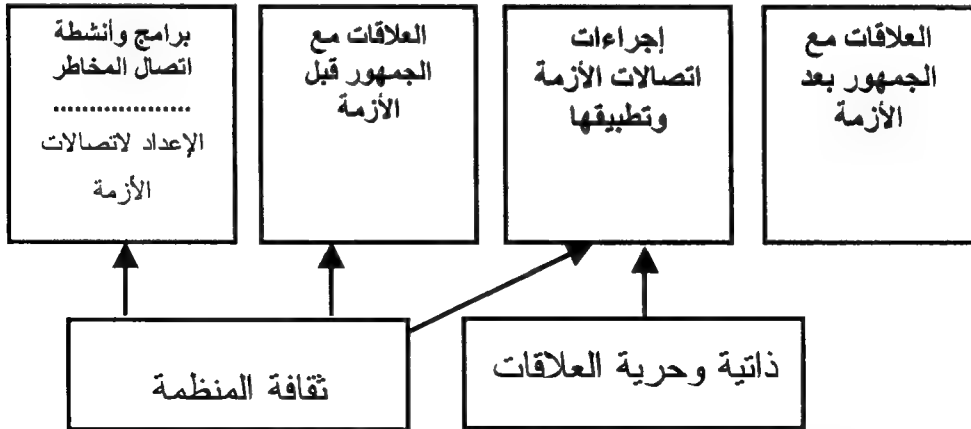 برامج وأنشطة
اتصال المخاطر
...................
الإعداد لاتصالات
الأزمة
العلاقات مع
الجمهور قبل
الأزمة
إجراءات
اتصالات الأزمة
وتطبيقها
العلاقات مع
الجمهور بعد
الأزمة
ثقافة المنظمة
ذاتية وحرية العلاقات